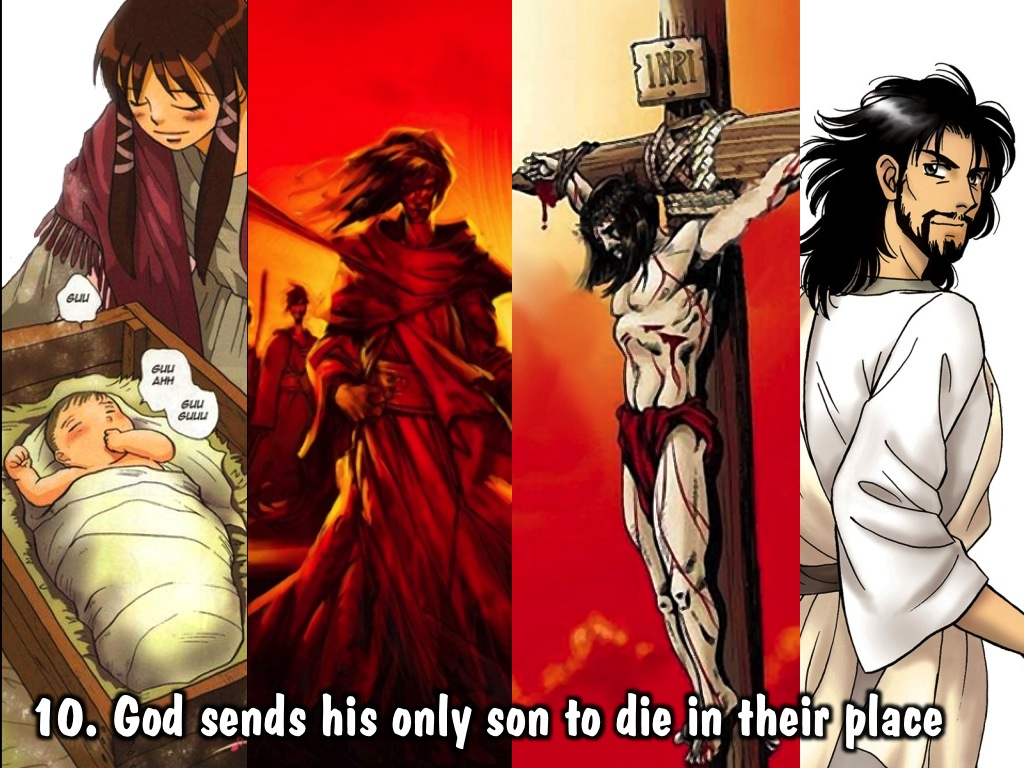 INRI
GUU
GUU
AHH
GUU
GUUU
10. God sends his only son to die in their place